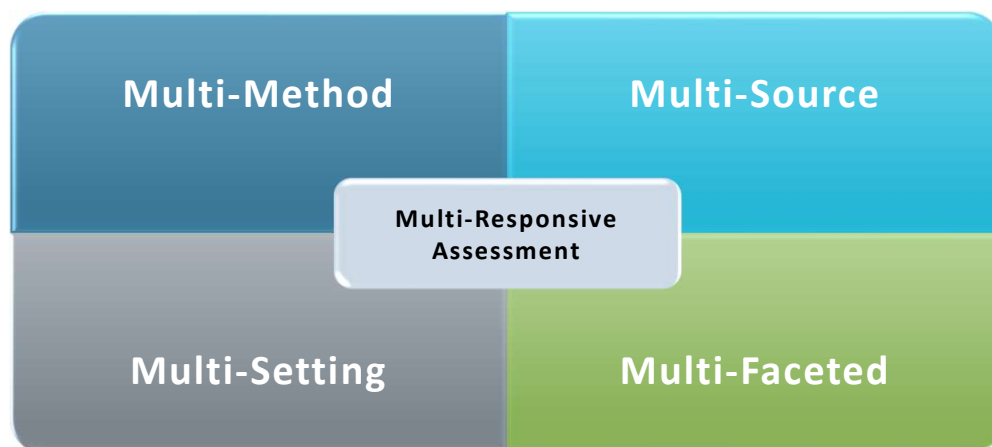 Multi-Method
Multi-Source
Multi-Responsive
Assessment
Multi-Setting
Multi-Faceted